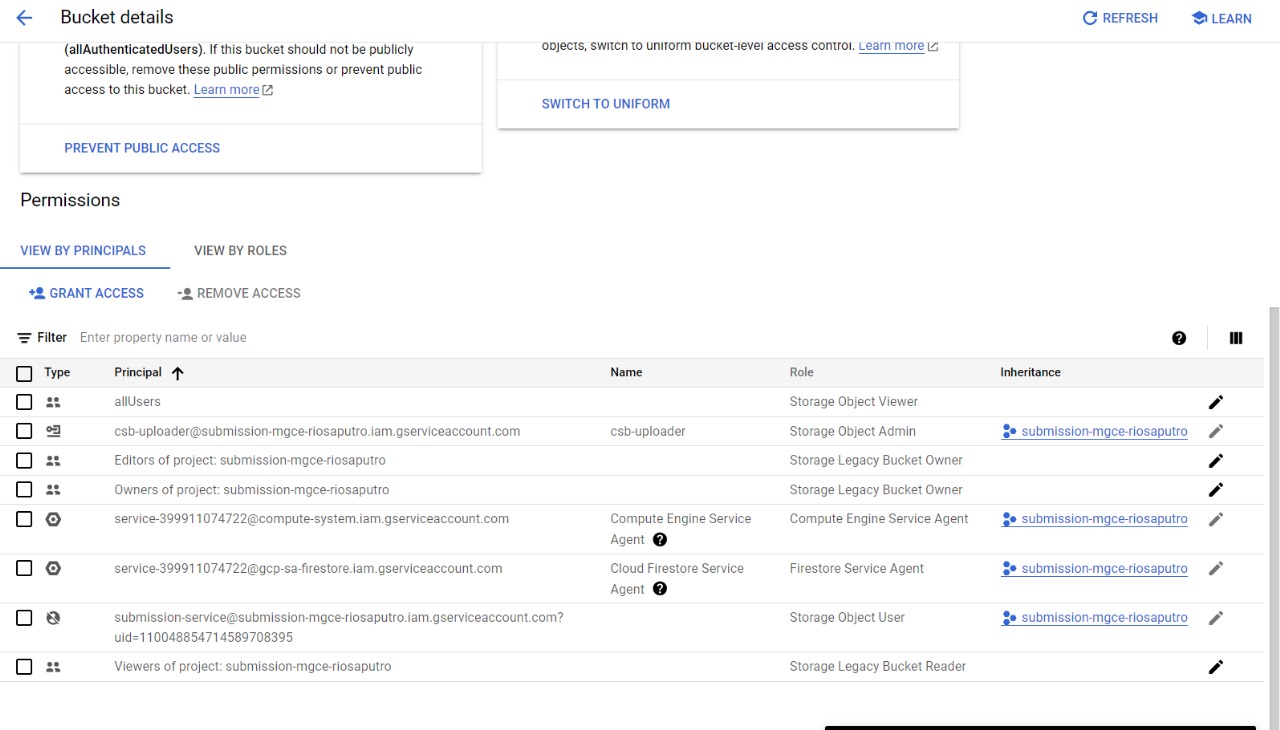 Bucket details
REFRESH
LEARN
(allAuthenticatedUsers). If this bucket should not be publicly
accessible, remove these public permissions or prevent public
access to this bucket. Learn more
PREVENT PUBLIC ACCESS
objects, switch to uniform bucket-level access control. Learn more
SWITCH TO UNIFORM
Permissions
VIEW BY PRINCIPALS VIEW BY ROLES
GRANT ACCESS REMOVE ACCESS
Filter Enter property name or value
Type Principal Name Role Inheritance
allUsers Storage Object Viewer
csb-uploader@submission-mgce-riosaputro.iam.gserviceaccount.com csb-uploader Storage Object Admin submission-mgce-riosaputro
Editors of project: submission-mgce-riosaputro Storage Legacy Bucket Owner
Owners of project: submission-mgce-riosaputro Storage Legacy Bucket Owner
service-399911074722@compute-system.iam.gserviceaccount.com Compute Engine Service Compute Engine Service Agent submission-mgce-riosaputro
Agent
service-399911074722@gcp-sa-firestore.iam.gserviceaccount.com Cloud Firestore Service Firestore Service Agent submission-mgce-riosaputro
Agent
submission-service@submission-mgce-riosaputro.iam.gserviceaccount.com? Storage Object User submission-mgce-riosaputro
uid=110048854714589708395
Viewers of project: submission-mgce-riosaputro Storage Legacy Bucket Reader